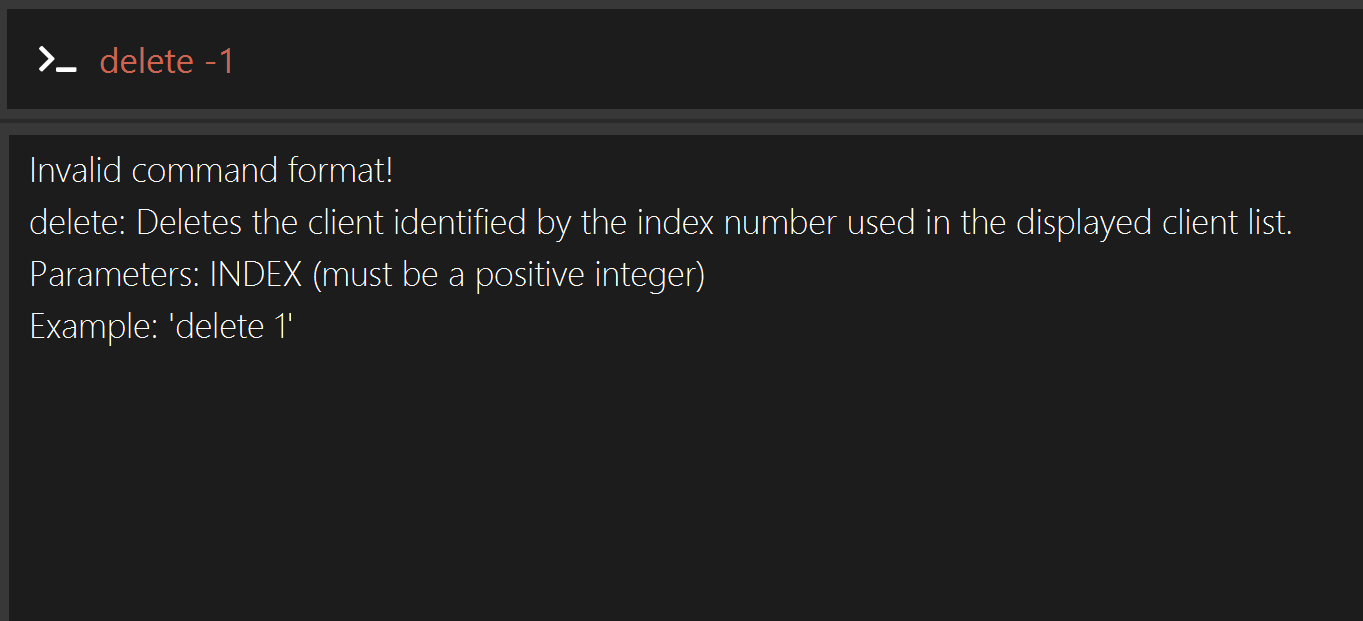 delete -1
Invalid command format!
delete: Deletes the client identified by the index number used in the displayed client list.
Parameters: INDEX (must be a positive integer)
Example: 'delete 1'